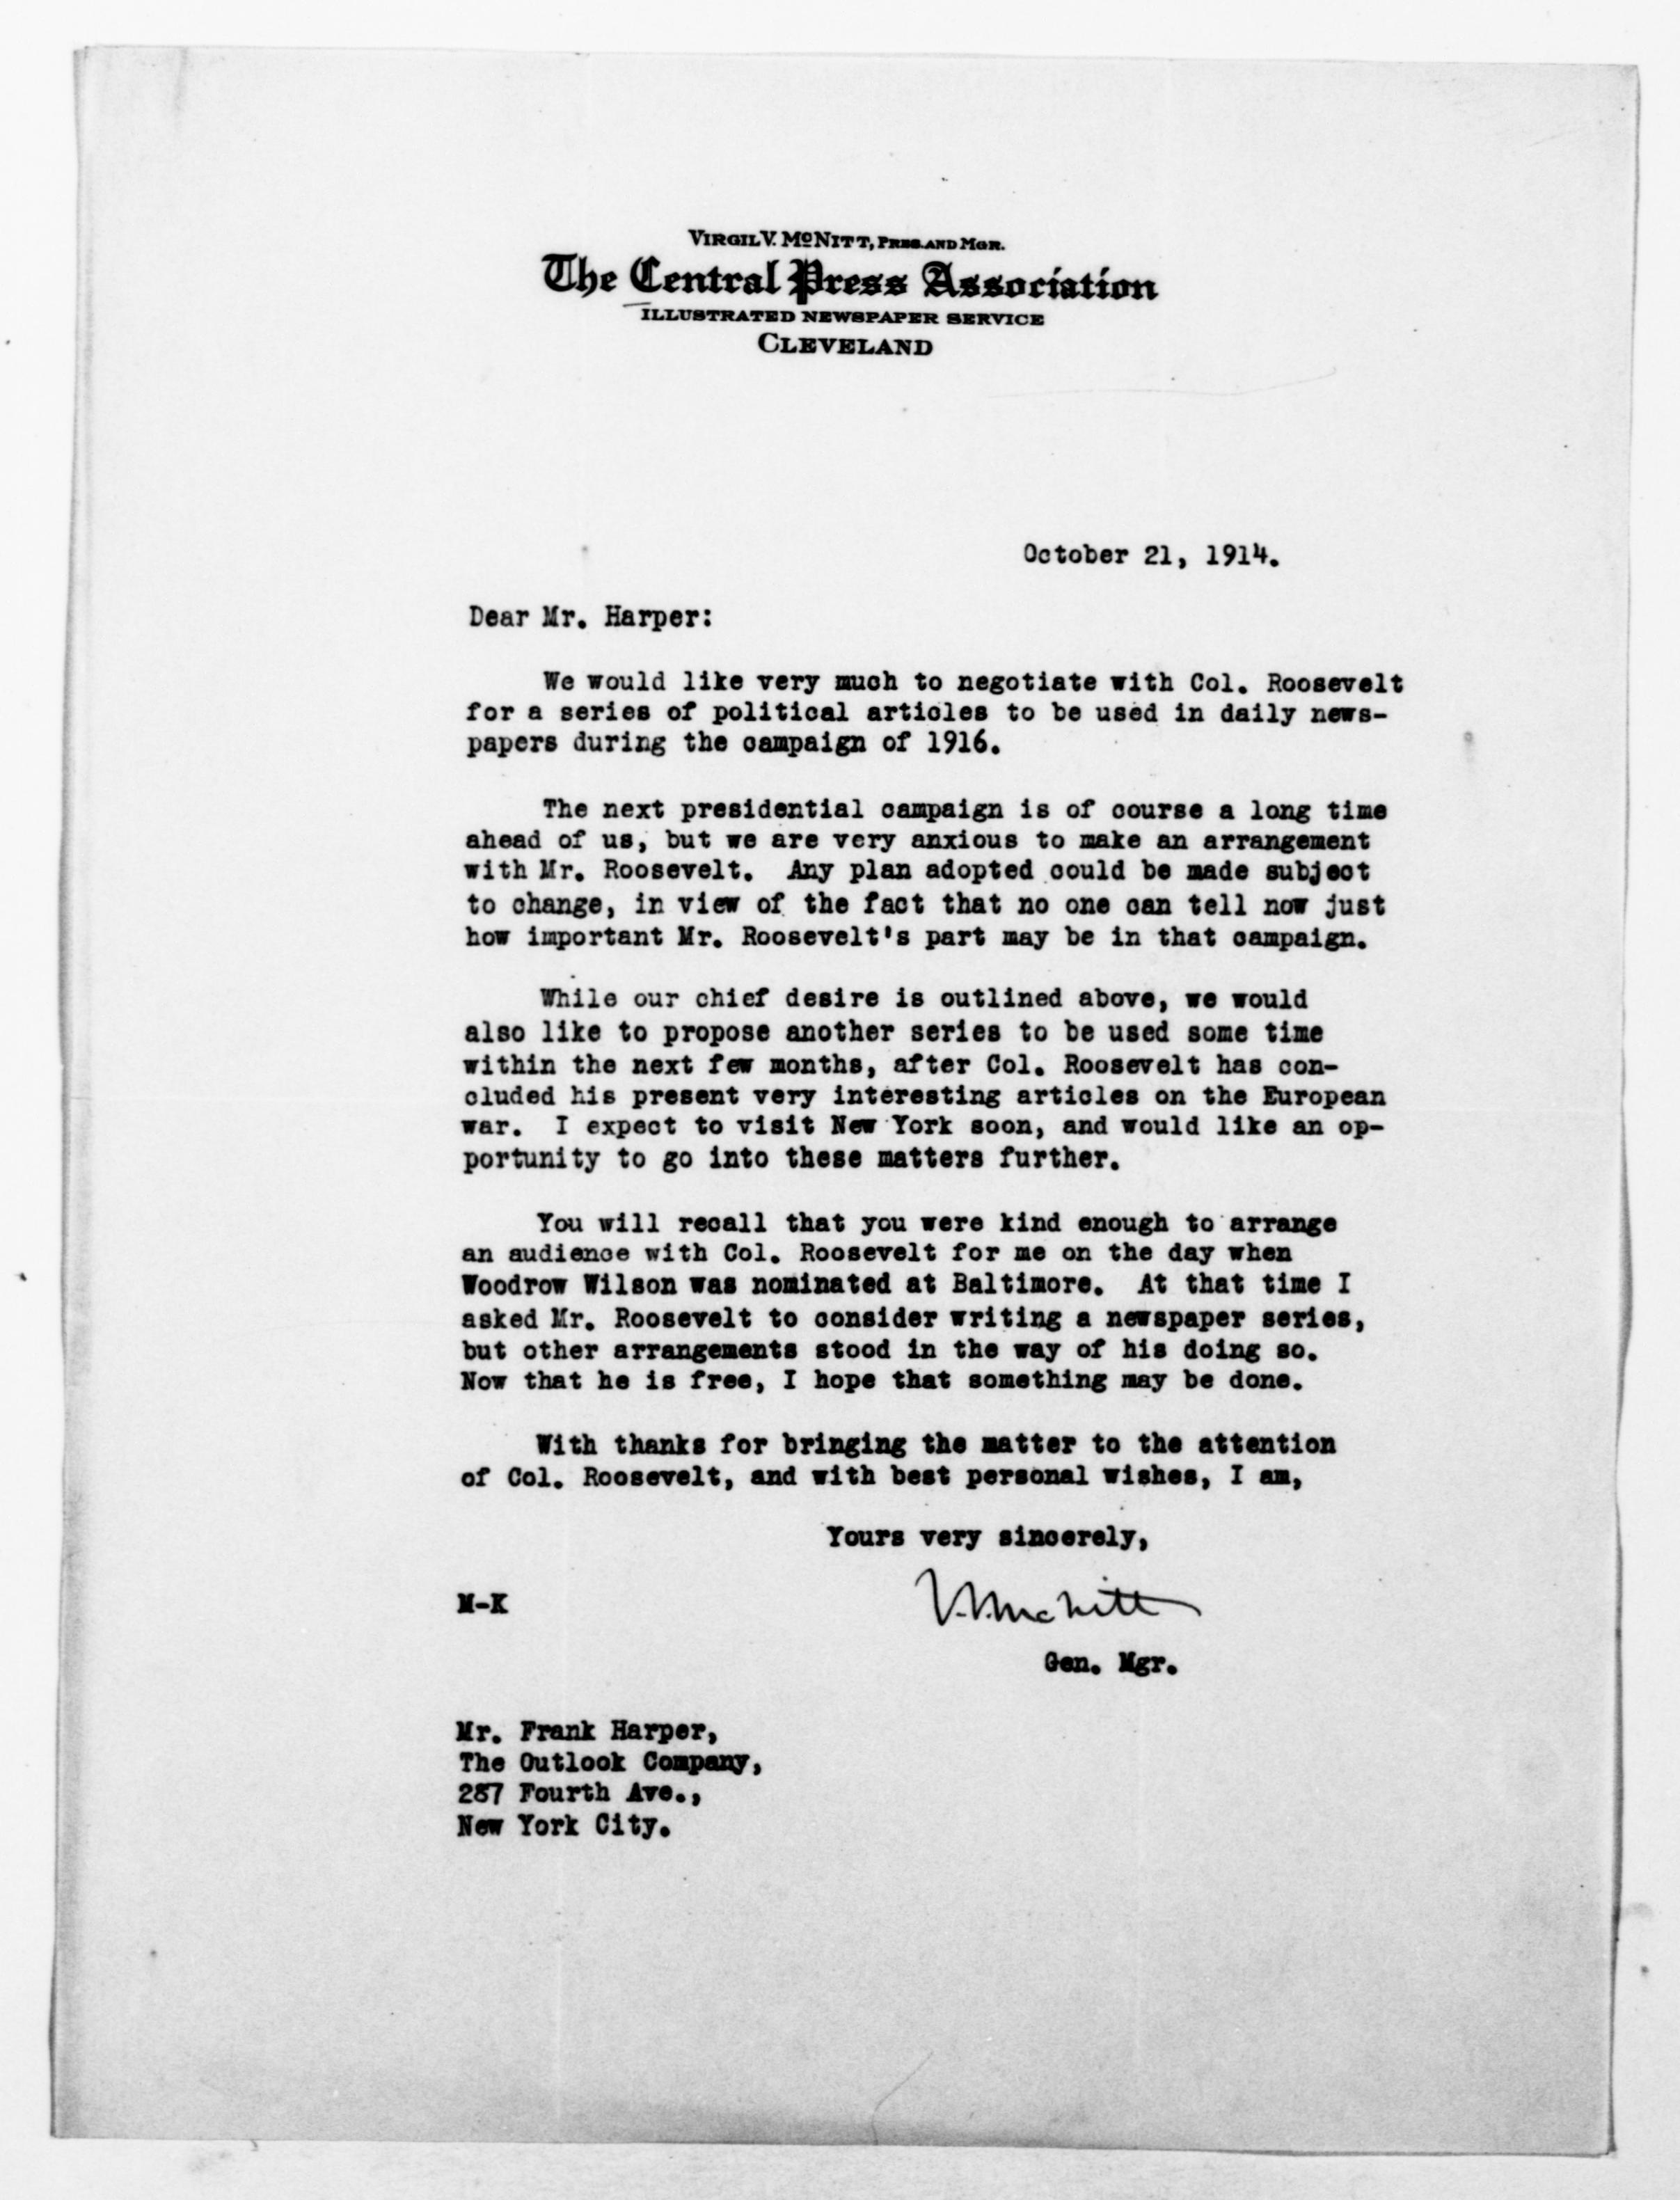 VIRGIL V. McNITT, PRES. AND MGR.
The Central Press Association
ILLUSTRATED NEWSPAPER SERVICE
CLEVELAND
October 21, 1914.
Dear Mr. Harper:
We would like very much to negotiate with Col. Roosevelt
for a series of political articles to be used in daily news-
papers during the campaign of 1916.
The next presidential campaign is of course a long time
ahead of us, but we are very anxious to make an arrangement
with Mr. Roosevelt. Any plan adopted could be made subject
to change, in view of the fact that no one can tell now just
how important Mr. Roosevelt's part may be in that campaign.
While our chief desire is outlined above, we would
also like to propose another series to be used some time
within the next few months, after Col. Roosevelt has con-
cluded his present very interesting articles on the European
war. I expect to visit New York soon, and would like an op-
portunity to go into these matters further.
You will recall that you were kind enough to arrange
an audience with Col. Roosevelt for me on the day when
Woodrow Wilson was nominated at Baltimore. At that time I
asked Mr. Roosevelt to consider writing a newspaper series,
but other arrangements stood in the way of his doing so.
Now that he is free, I hope that something may be done.
With thanks for bringing the matter to the attention
of Col. Roosevelt, and with best personal wishes, I am,
Yours very sincerely,
V.V. McNitt
M-K
Gen. Mgr.
Mr. Frank Harper,
The Outlook Company,
287 Fourth Ave.,
New York City.